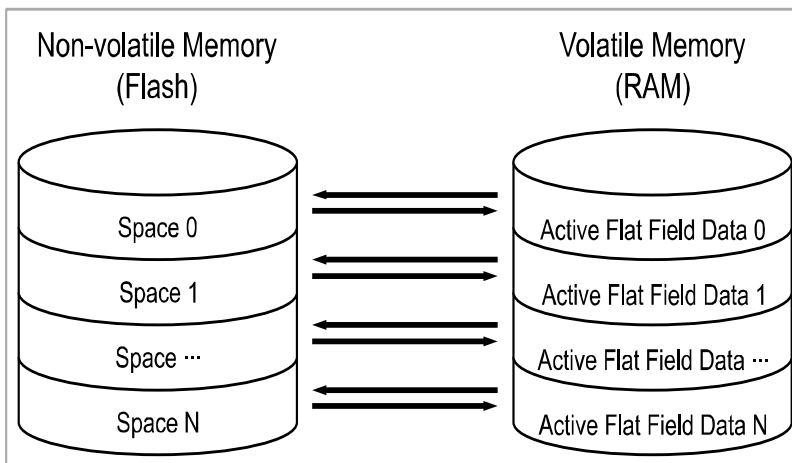 Non-volatile Memory
(Flash)
Volatile Memory
(RAM)
Space 0
Active Flat Field Data 0
Space 1
Active Flat Field Data 1
Space ···
Active Flat Field Data ···
Space N
Active Flat Field Data N